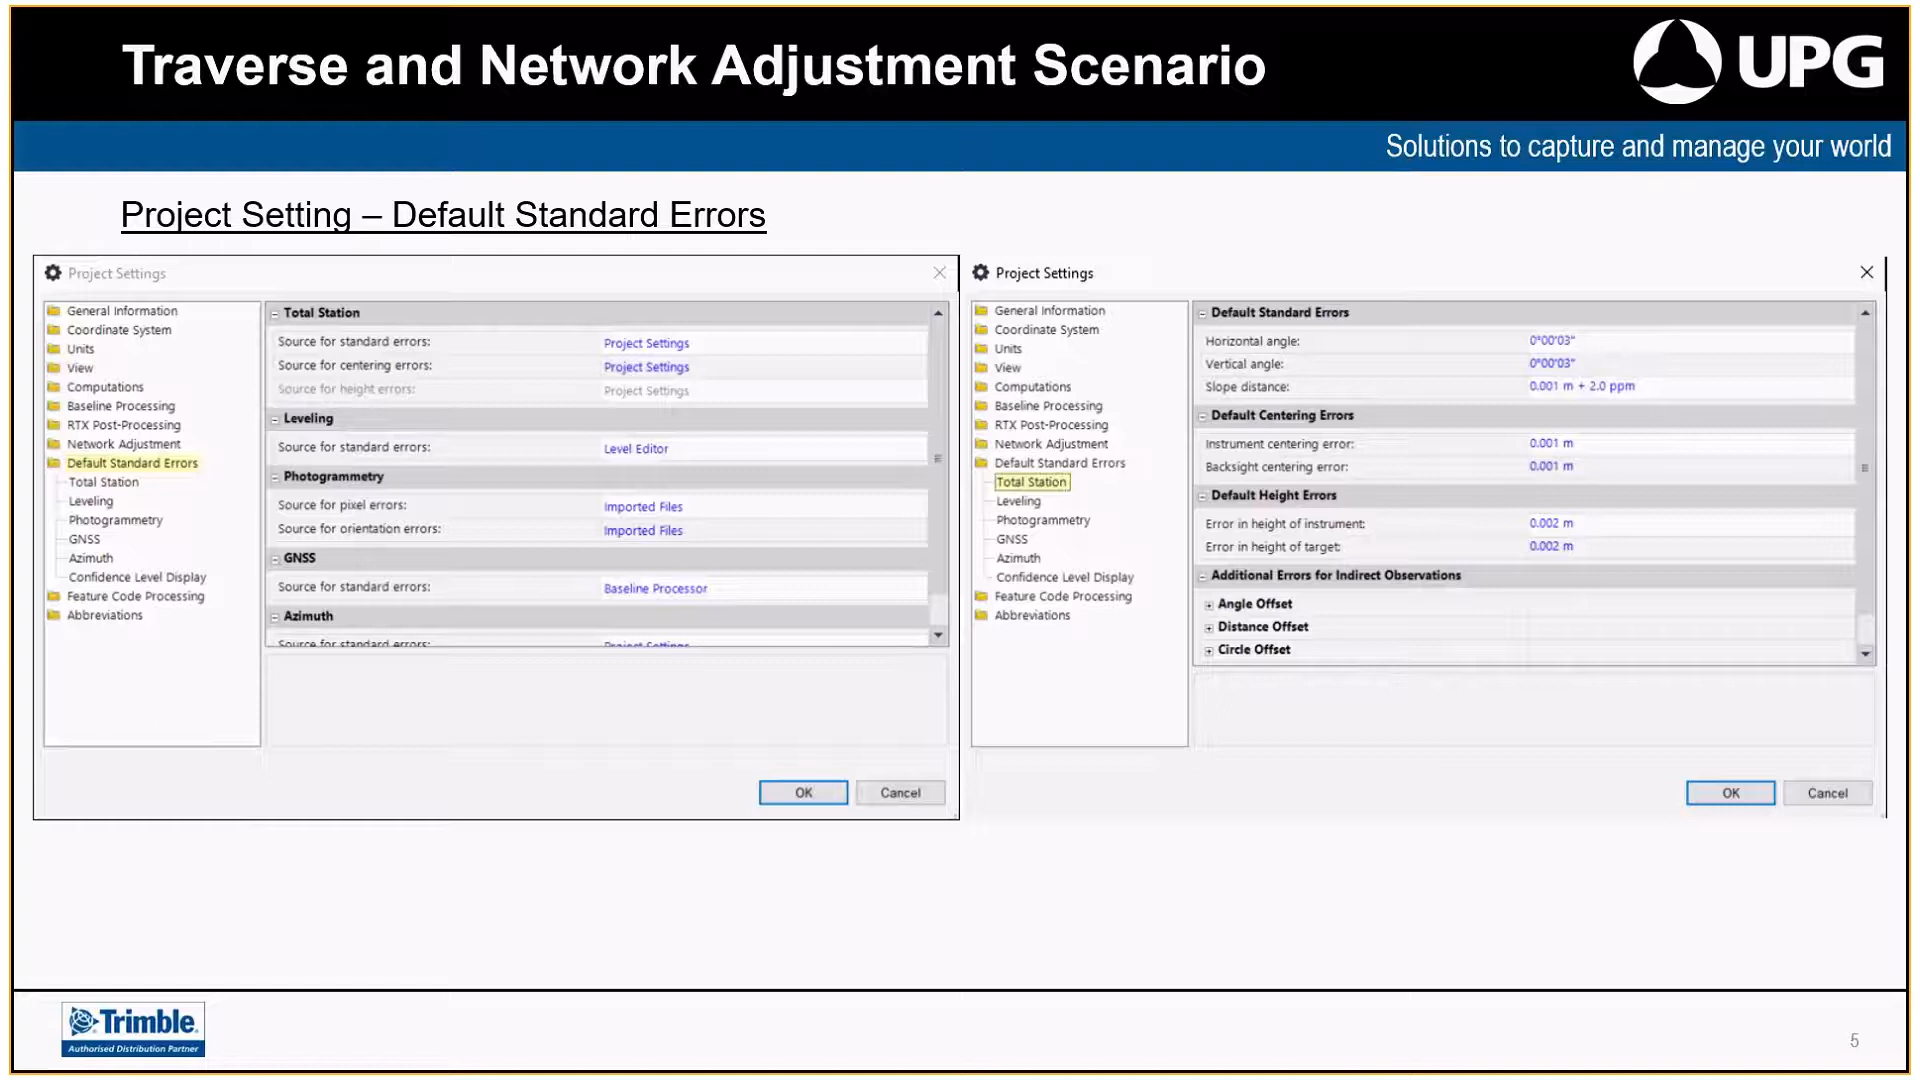 Traverse and Network Adjustment Scenario
UPG
Solutions to capture and manage your world
Project Setting – Default Standard Errors
Project Settings
General Information
Coordinate System
Units
View
Computations
Baseline Processing
RTX Post-Processing
Network Adjustment
Default Standard Errors
Total Station
Leveling
Photogrammetry
GNSS
Azimuth
Confidence Level Display
Feature Code Processing
Abbreviations
Total Station
Source for standard errors: Project Settings
Source for centering errors: Project Settings
Source for height errors: Project Settings
Leveling
Source for standard errors: Level Editor
Photogrammetry
Source for pixel errors: Imported Files
Source for orientation errors: Imported Files
GNSS
Source for standard errors: Baseline Processor
Azimuth
Source for standard errors: Project Settings
OK Cancel
Project Settings
General Information
Coordinate System
Units
View
Computations
Baseline Processing
RTX Post-Processing
Network Adjustment
Default Standard Errors
Total Station
Leveling
Photogrammetry
GNSS
Azimuth
Confidence Level Display
Feature Code Processing
Abbreviations
Default Standard Errors
Horizontal angle: 0°00'03"
Vertical angle: 0°00'03"
Slope distance: 0.001 m + 2.0 ppm
Default Centering Errors
Instrument centering error: 0.001 m
Backsight centering error: 0.001 m
Default Height Errors
Error in height of instrument: 0.002 m
Error in height of target: 0.002 m
Additional Errors for Indirect Observations
Angle Offset
Distance Offset
Circle Offset
OK Cancel
Trimble.
Authorised Distribution Partner
5